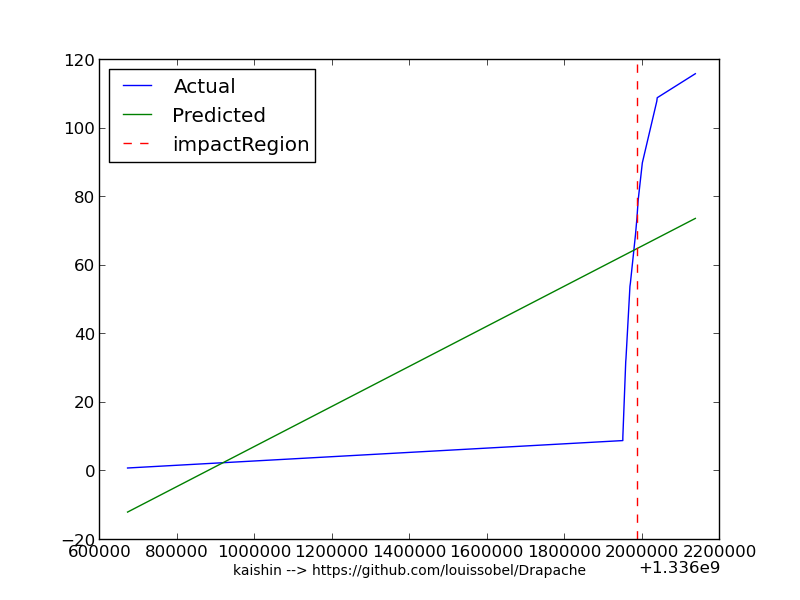 120
100
80
60
40
20
0
−20
Actual
Predicted
impactRegion
600000 800000 1000000 1200000 1400000 1600000 1800000 2000000 2200000
+1.336e9
kaishin --> https://github.com/louissobel/Drapache